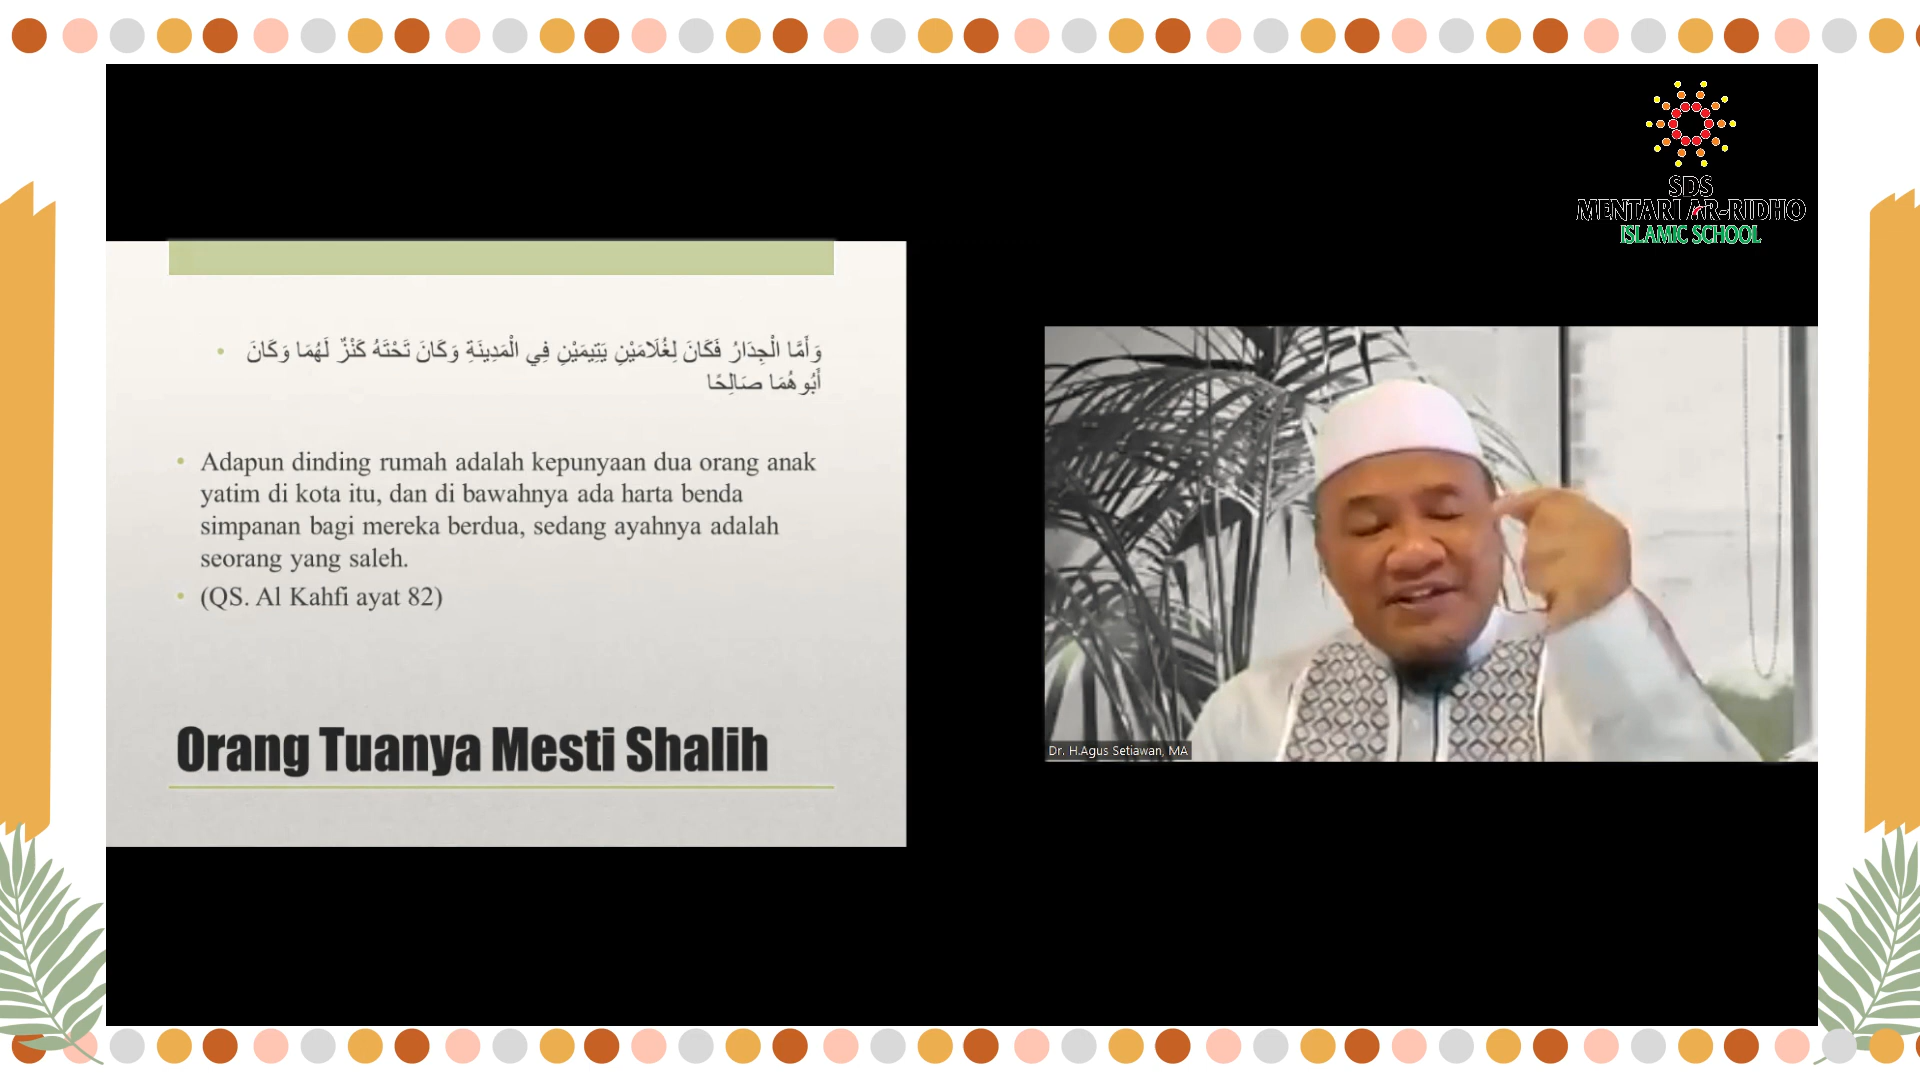 SDS
MENTARI AR-RIDHO
ISLAMIC SCHOOL
وَأَمَّا الْجِدَارُ فَكَانَ لِغُلَامَيْنِ يَتِيمَيْنِ فِي الْمَدِينَةِ وَكَانَ تَحْتَهُ كَنْزٌ لَهُمَا وَكَانَ
أَبُوهُمَا صَالِحًا
Adapun dinding rumah adalah kepunyaan dua orang anak
yatim di kota itu, dan di bawahnya ada harta benda
simpanan bagi mereka berdua, sedang ayahnya adalah
seorang yang saleh.
(QS. Al Kahfi ayat 82)
Orang Tuanya Mesti Shalih
Dr. H.Agus Setiawan, MA